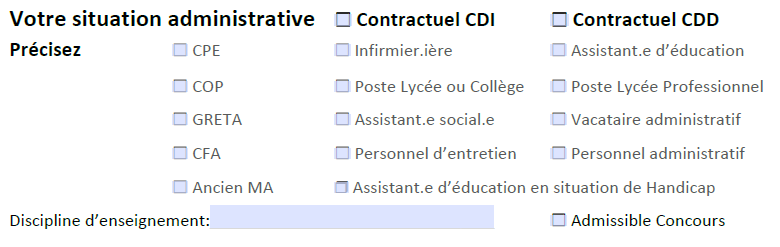 Votre situation administrative Contractuel CDI Contractuel CDD
Précisez CPE Infirmier.ière Assistant.e d'éducation
COP Poste Lycée ou Collège Poste Lycée Professionnel
GRETA Assistant.e social.e Vacataire administratif
CFA Personnel d'entretien Personnel administratif
Ancien MA Assistant.e d'éducation en situation de Handicap
Discipline d'enseignement: Admissible Concours